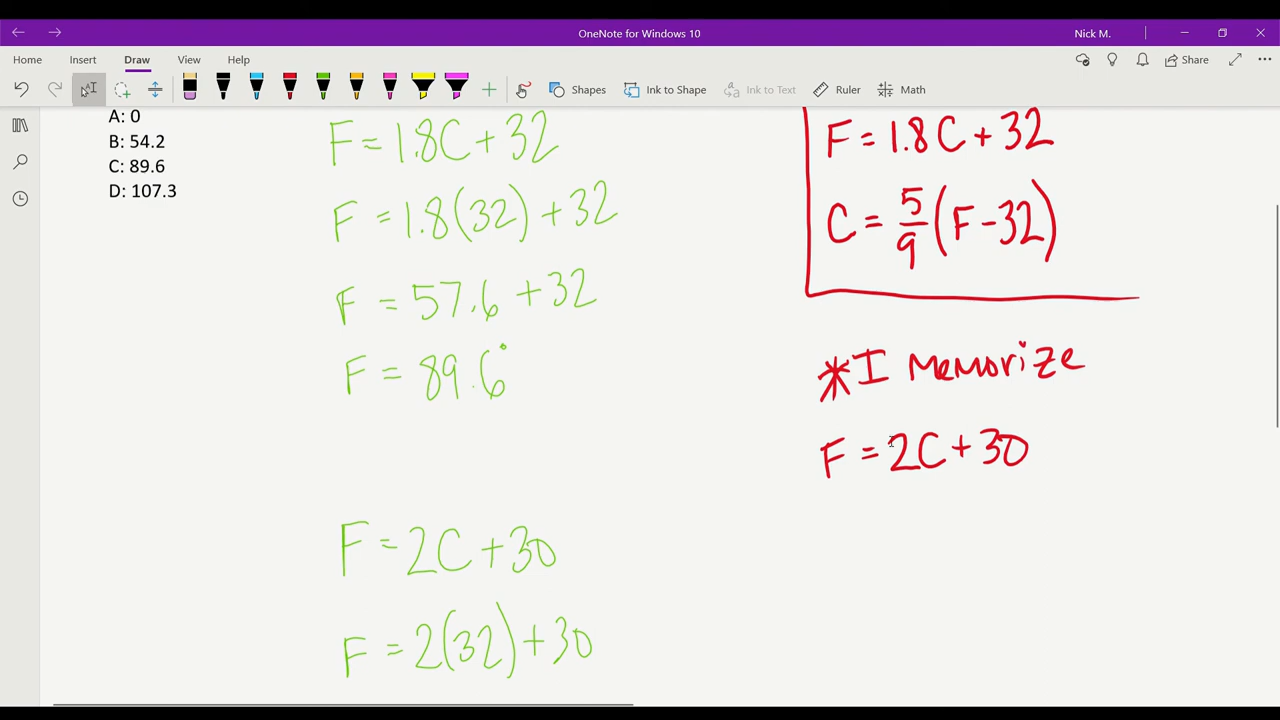 OneNote for Windows 10
Nick M.
Home Insert Draw View Help
Share
Shapes Ink to Shape Ink to Text Ruler Math
A: 0
B: 54.2
C: 89.6
D: 107.3
F = 1.8C + 32
F = 1.8(32) + 32
F = 57.6 + 32
F = 89.6°
F = 2C + 30
F = 2(32) + 30
F = 1.8C + 32
C = 5/9 (F - 32)
*I Memorize
F = 2C + 30